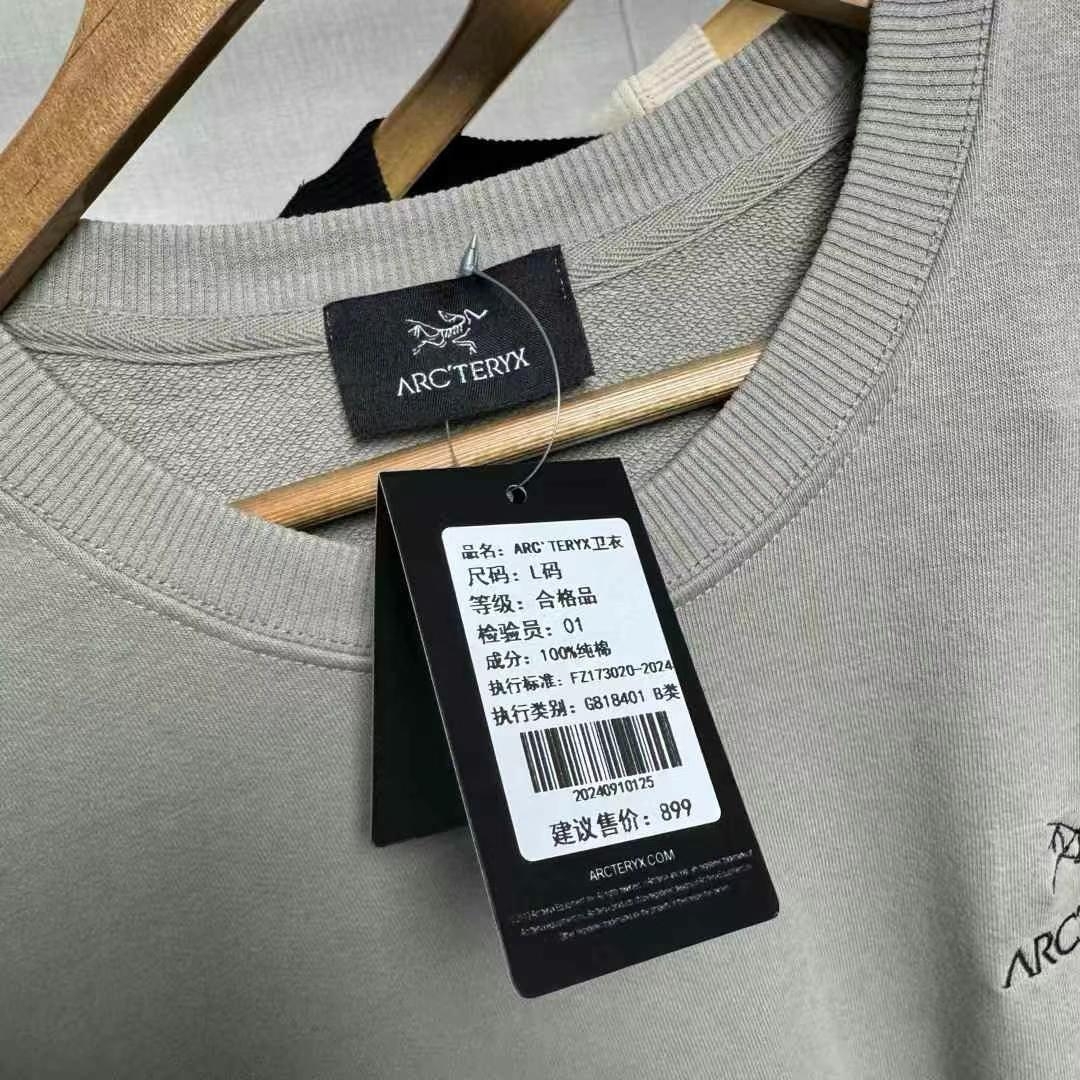 ARC'TERYX
品名: ARC'TERYX卫衣
尺码: L码
等级: 合格品
检验员: 01
成分: 100%纯棉
执行标准: FZ173020-2024
执行类别: GB18401 B类
20240910125
建议售价: 899
ARCTERYX.COM
ARC